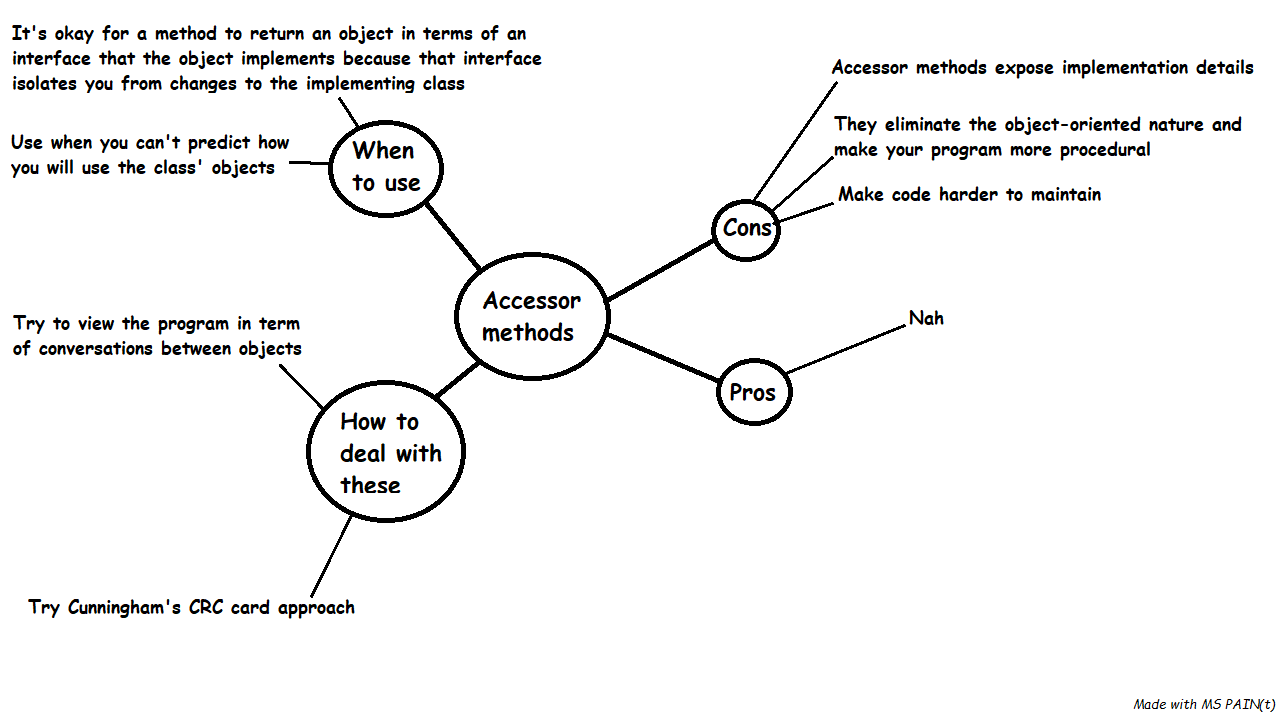 It's okay for a method to return an object in terms of an
interface that the object implements because that interface
isolates you from changes to the implementing class
Use when you can't predict how
you will use the class' objects
When
to use
Accessor methods expose implementation details
They eliminate the object-oriented nature and
make your program more procedural
Make code harder to maintain
Cons
Accessor
methods
Nah
Pros
Try to view the program in term
of conversations between objects
How to
deal with
these
Try Cunningham's CRC card approach
Made with MS PAIN(t)